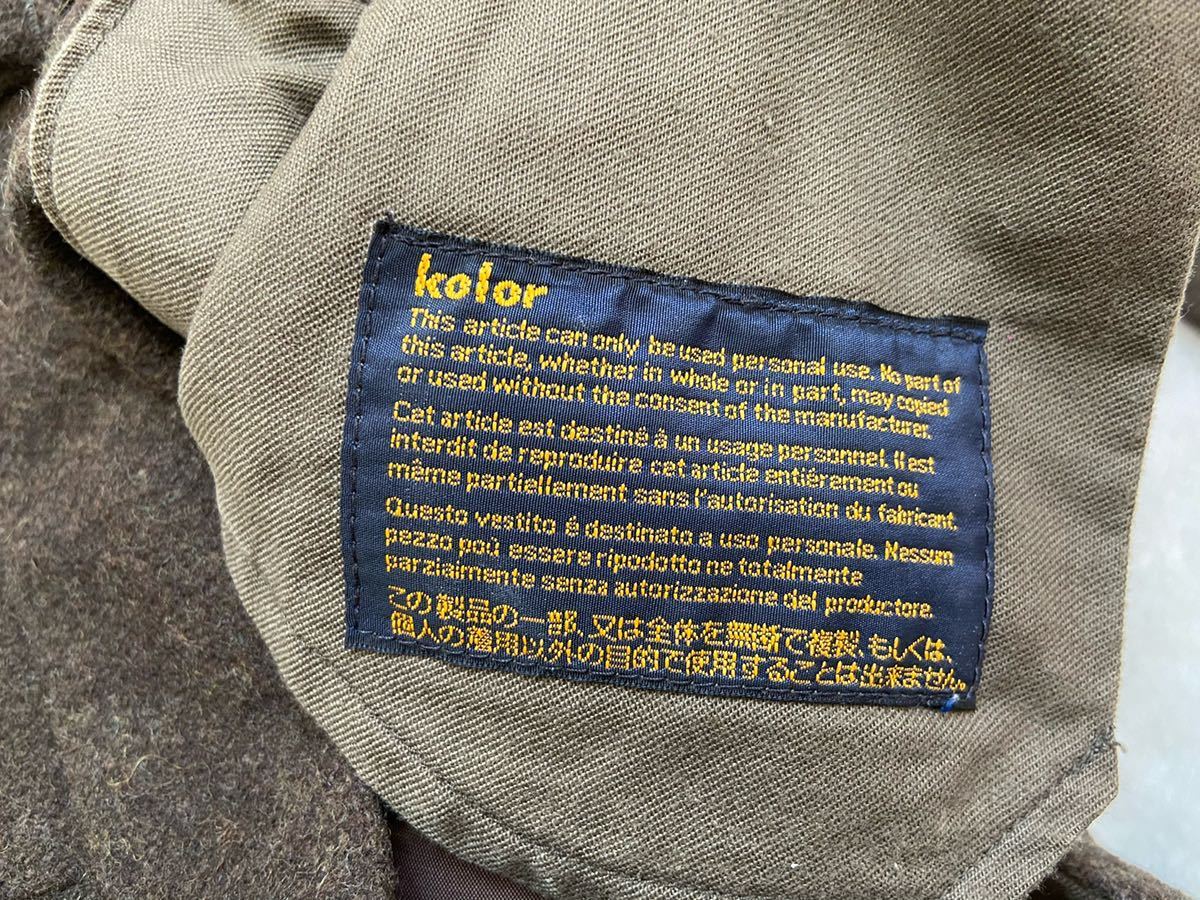 kolor
This article can only be used personal use. No part of
this article, whether in whole or in part, may copied
or used without the consent of the manufacturer.
Cet article est destiné à un usage personnel. Il est
interdit de reproduire cet article entiérement ou
même partiellement sans l'autorisation du fabricant.
Questo vestito é destinato a uso personale. Nessum
pezzo poù essere ripodotto ne totalmente
parzialmente senza autorizzazione del productore.
この製品の一部、又は全体を無断で複製、もしくは、
個人の着用以外の目的で使用することは出来ません。